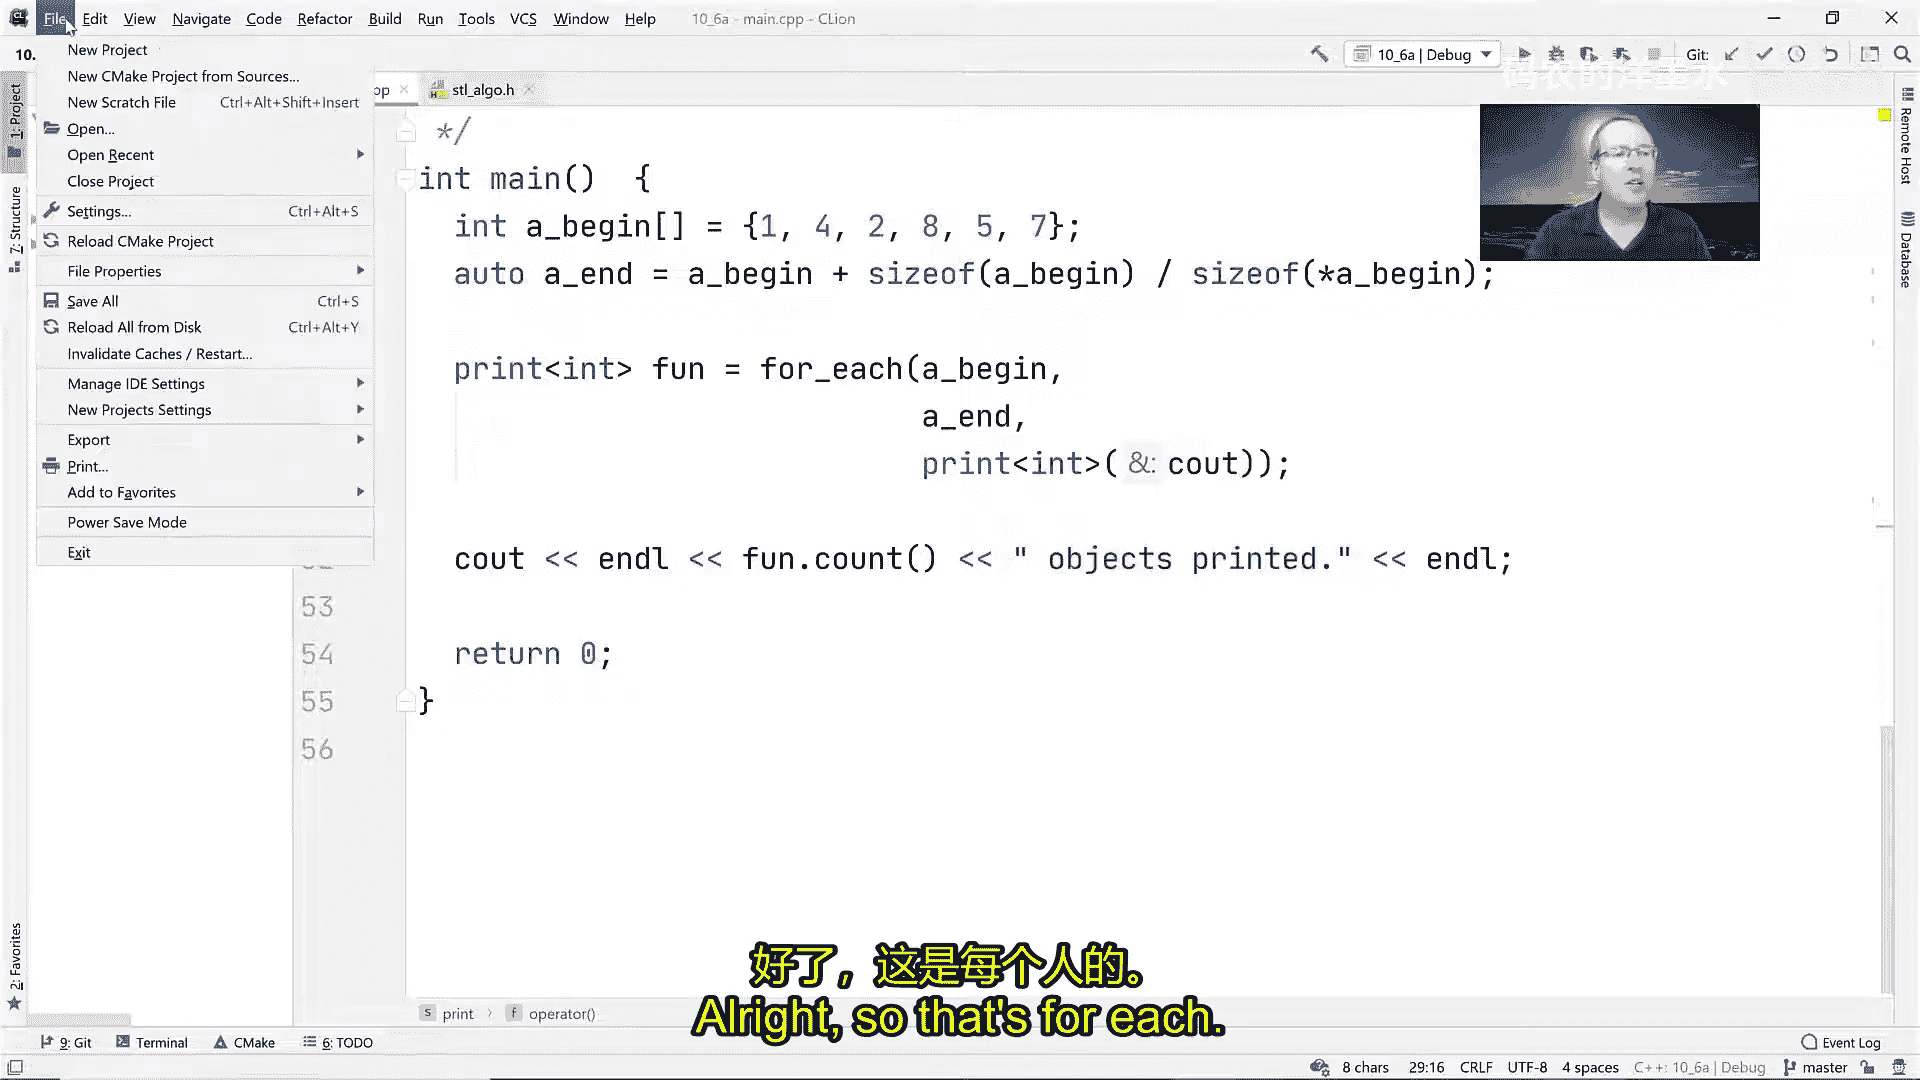 File Edit View Navigate Code Refactor Build Run Tools VCS Window Help 10_6a - main.cpp - CLion
10.
10_6a | Debug
Git:
码农的洋墨水
New Project
New CMake Project from Sources...
New Scratch File Ctrl+Alt+Shift+Insert
Open...
Open Recent
Close Project
Settings... Ctrl+Alt+S
Reload CMake Project
File Properties
Save All Ctrl+S
Reload All from Disk Ctrl+Alt+Y
Invalidate Caches / Restart...
Manage IDE Settings
New Projects Settings
Export
Print...
Add to Favorites
Power Save Mode
Exit
1: Project
7: Structure
2: Favorites
pp
stl_algo.h
*/
int main() {
int a_begin[] = {1, 4, 2, 8, 5, 7};
auto a_end = a_begin + sizeof(a_begin) / sizeof(*a_begin);
print<int> fun = for_each(a_begin,
a_end,
print<int>( &: cout));
cout << endl << fun.count() << " objects printed." << endl;
53
54 return 0;
55 }
56
Remote Host
Database
好了，这是每个人的。
Alright, so that's for each.
S print › f operator()
9: Git Terminal CMake 6: TODO Event Log
8 chars 29:16 CRLF UTF-8 4 spaces C++: 10_6a | Debug master